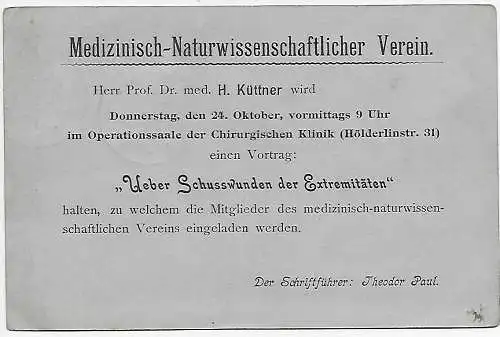 Medizinisch-Naturwissenschaftlicher Verein.
Herr Prof. Dr. med. H. Küttner wird
Donnerstag, den 24. Oktober, vormittags 9 Uhr
im Operationssaale der Chirurgischen Klinik (Hölderlinstr. 31)
einen Vortrag:
„Ueber Schusswunden der Extremitäten“
halten, zu welchem die Mitglieder des medizinisch-naturwissen-
schaftlichen Vereins eingeladen werden.
Der Schriftführer: Theodor Paul.